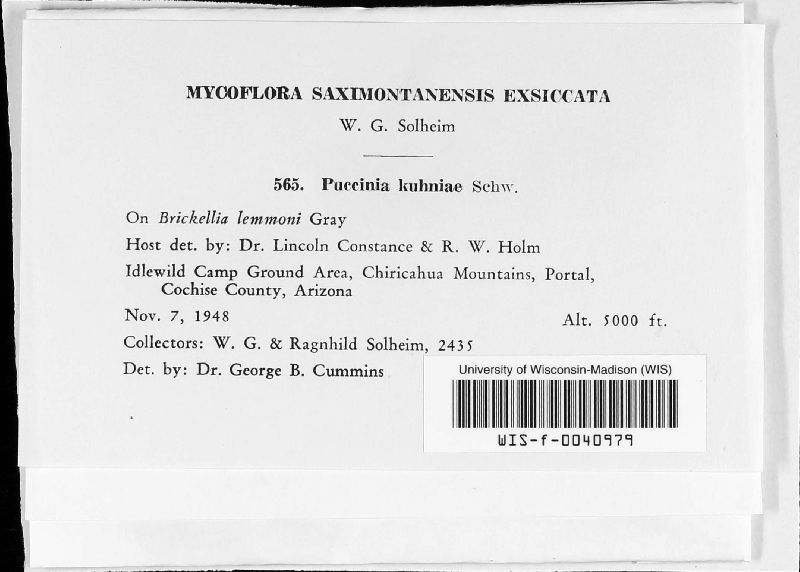 MYCOFLORA SAXIMONTANENSIS EXSICCATA
W. G. Solheim
565. Puccinia kuhniae Schw.
On Brickellia lemmoni Gray
Host det. by: Dr. Lincoln Constance & R. W. Holm
Idlewild Camp Ground Area, Chiricahua Mountains, Portal,
Cochise County, Arizona
Nov. 7, 1948 Alt. 5000 ft.
Collectors: W. G. & Ragnhild Solheim, 2435
Det. by: Dr. George B. Cummins
University of Wisconsin-Madison (WIS)
WIS-f-0040979